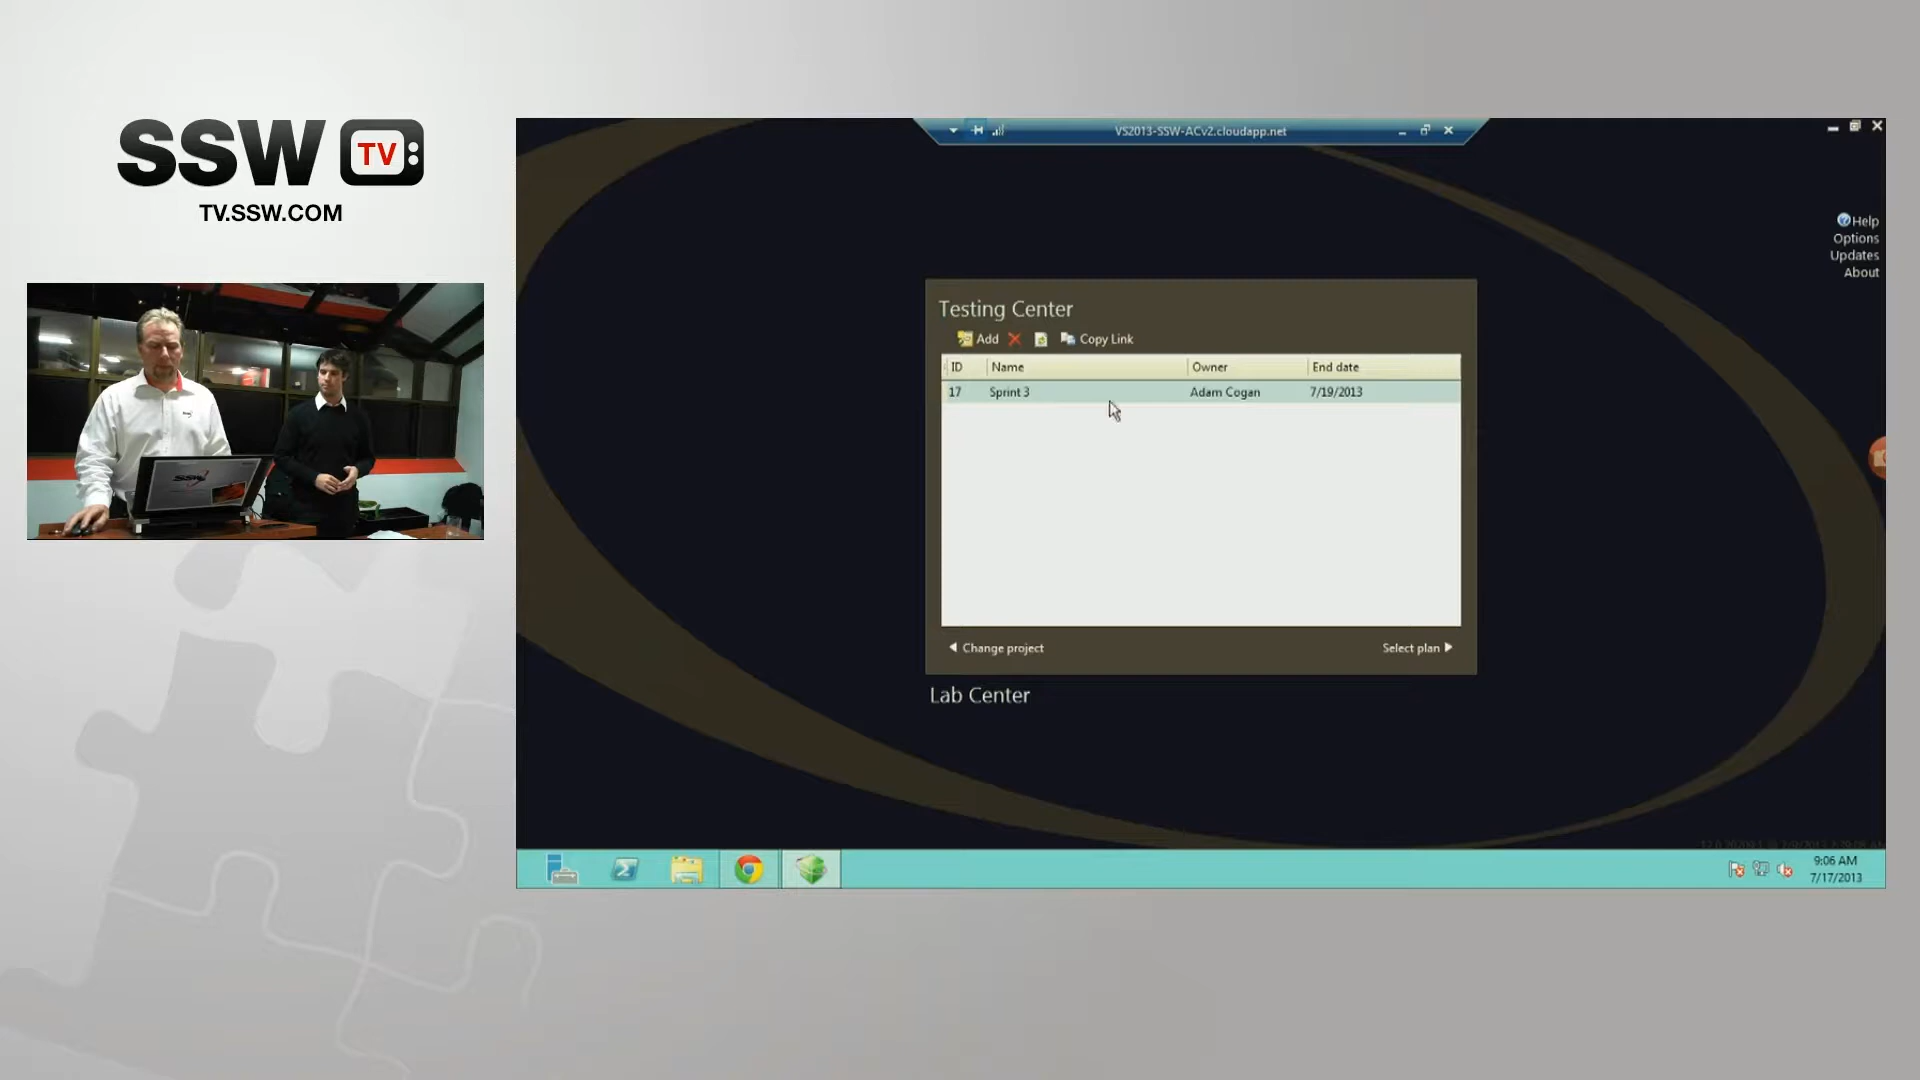 SSW TV
TV.SSW.COM
SSW
VS2013-SSW-ACv2.cloudapp.net
Help
Options
Updates
About
Testing Center
Add
Copy Link
ID Name Owner End date
17 Sprint 3 Adam Cogan 7/19/2013
Change project
Select plan
Lab Center
9:06 AM
7/17/2013